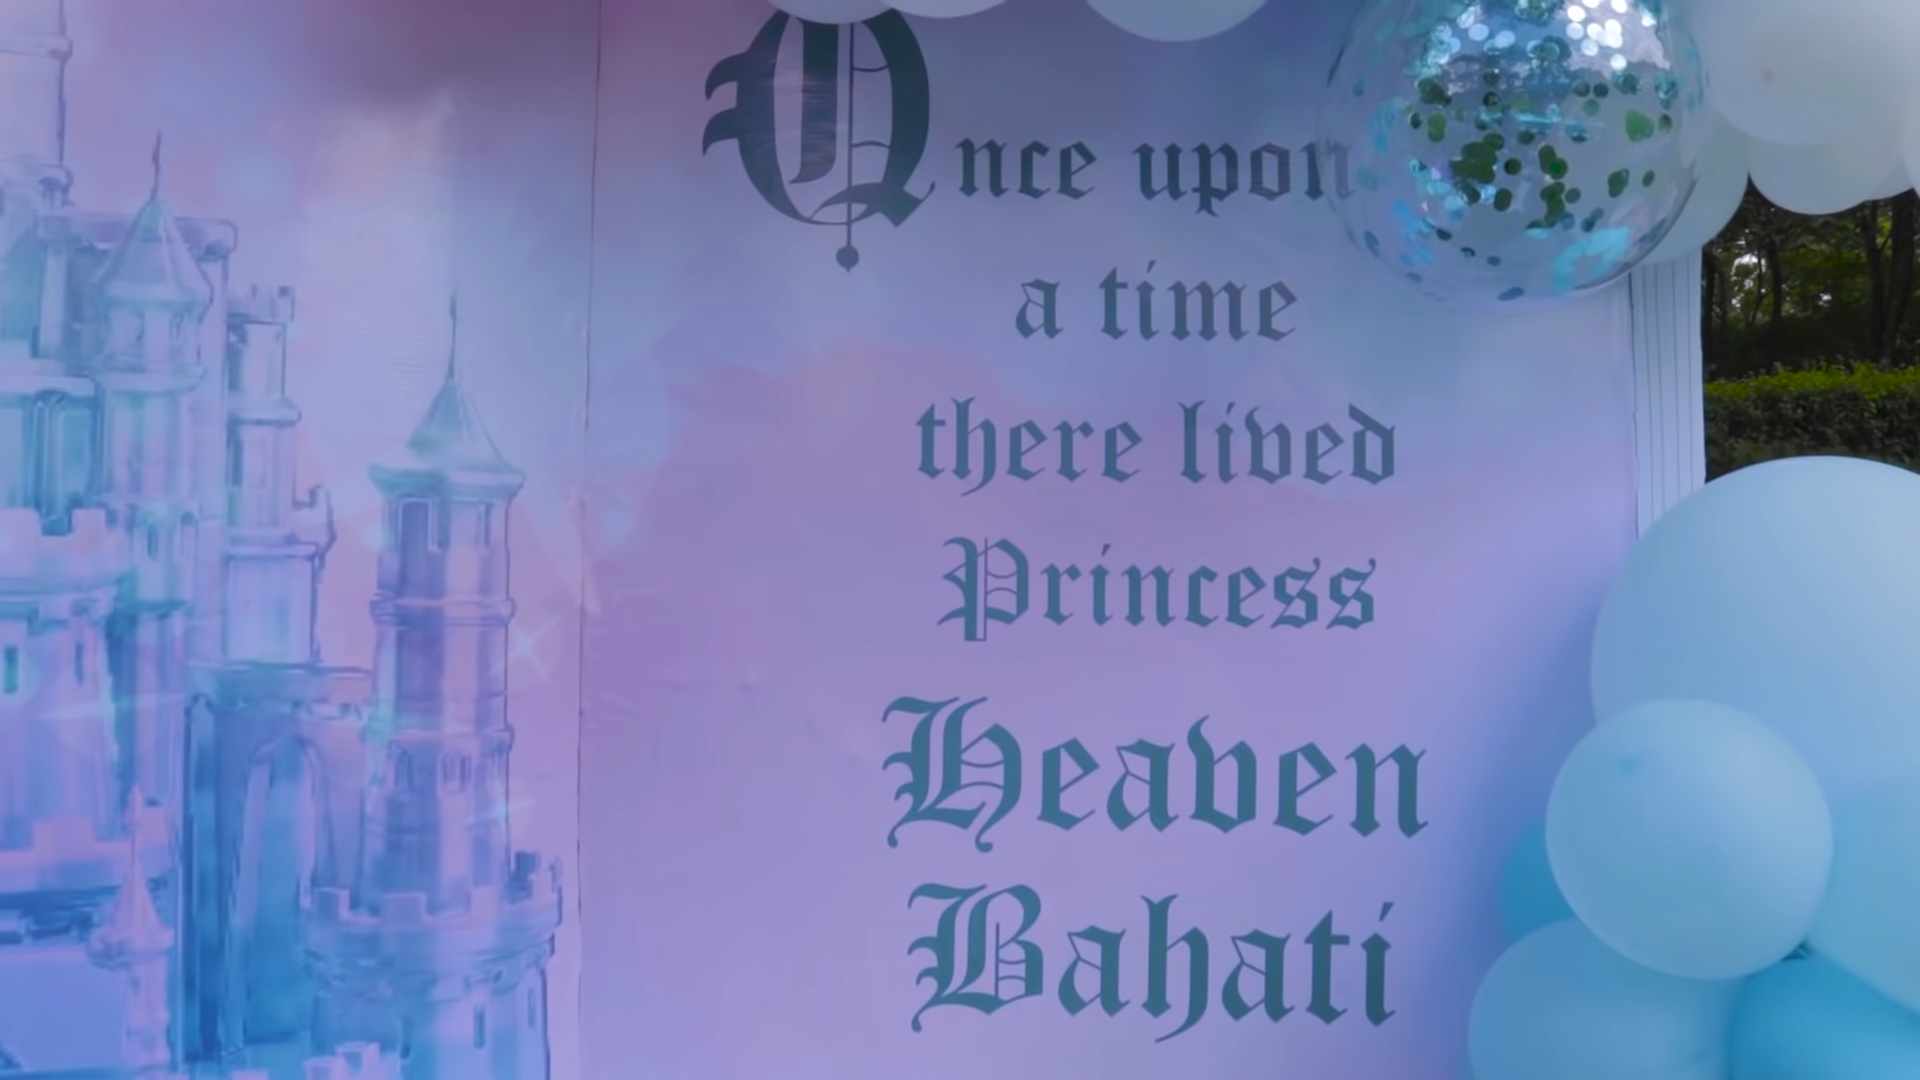 Once upon
a time
there lived
Princess
Heaven
Bahati